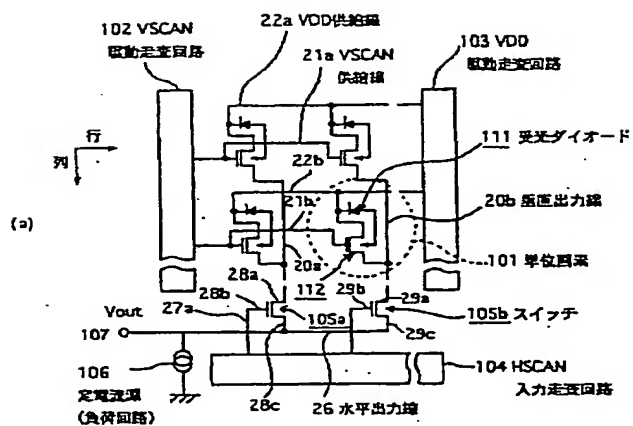 102 VSCAN
駆動走変回路
22a VDD供給線
21a VSCAN
供給線
103 VDD
駆動走変回路
行
列
22b
111 受光ダイオード
(a)
21b
20b 垂直出力線
20a
101 単位画素
28a
112
29b
29a
28b
27a
Vout
105a
105b スイッチ
107
29c
106
定電流源
(負荷回路)
28c
26 水平出力線
104 HSCAN
入力走変回路